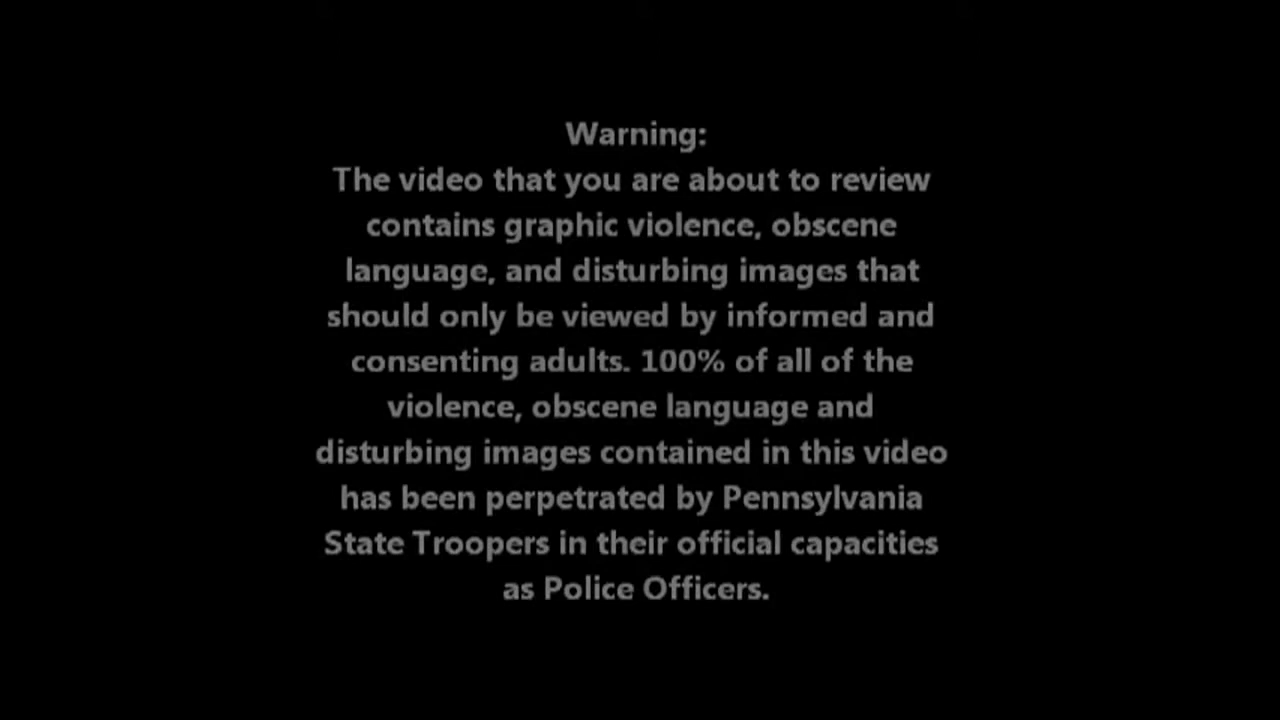 Warning:
The video that you are about to review
contains graphic violence, obscene
language, and disturbing images that
should only be viewed by informed and
consenting adults. 100% of all of the
violence, obscene language and
disturbing images contained in this video
has been perpetrated by Pennsylvania
State Troopers in their official capacities
as Police Officers.